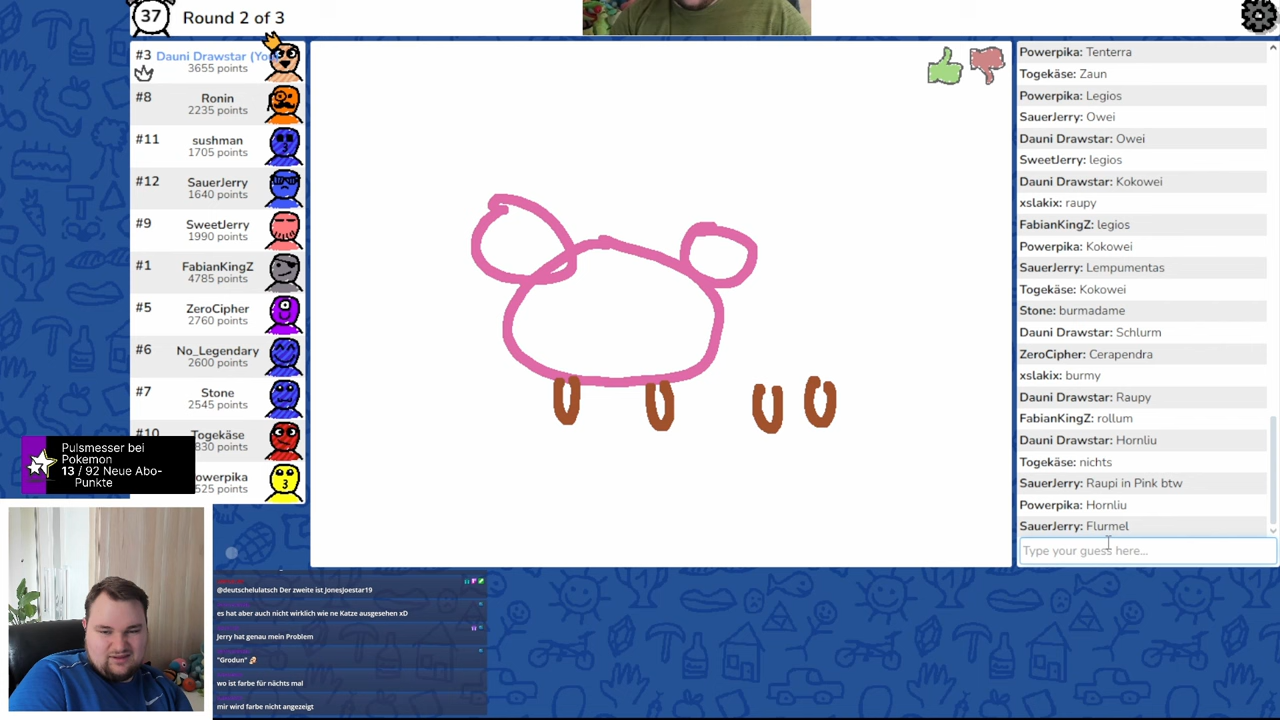 37
Round 2 of 3
#3 Dauni Drawstar (You
3655 points
#8 Ronin
2235 points
#11 sushman
1705 points
#12 SauerJerry
1640 points
#9 SweetJerry
1990 points
#1 FabianKingZ
4785 points
#5 ZeroCipher
2760 points
#6 No_Legendary
2600 points
#7 Stone
2545 points
#10 Togekäse
830 points
owerpika
525 points
Pulsmesser bei
Pokemon
13 / 92 Neue Abo-
Punkte
Powerpika: Tenterra
Togekäse: Zaun
Powerpika: Legios
SauerJerry: Owei
Dauni Drawstar: Owei
SweetJerry: legios
Dauni Drawstar: Kokowei
xslakix: raupy
FabianKingZ: legios
Powerpika: Kokowei
SauerJerry: Lempumentas
Togekäse: Kokowei
Stone: burmadame
Dauni Drawstar: Schlurm
ZeroCipher: Cerapendra
xslakix: burmy
Dauni Drawstar: Raupy
FabianKingZ: rollum
Dauni Drawstar: Hornliu
Togekäse: nichts
SauerJerry: Raupi in Pink btw
Powerpika: Hornliu
SauerJerry: Flurmel
Type your guess here...
@deutschelulatsch Der zweite ist JonesJoestar19
es hat aber auch nicht wirklich wie ne Katze ausgesehen xD
Jerry hat genau mein Problem
"Grodun"
wo ist farbe für nächts mal
mir wird farbe nicht angezeigt